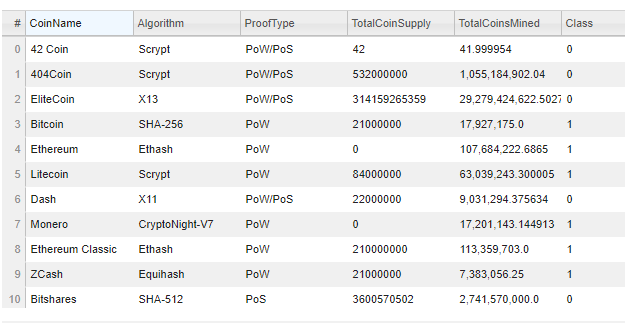 # CoinName Algorithm ProofType TotalCoinSupply TotalCoinsMined Class
0 42 Coin Scrypt PoW/PoS 42 41.999954 0
1 404Coin Scrypt PoW/PoS 532000000 1,055,184,902.04 0
2 EliteCoin X13 PoW/PoS 314159265359 29,279,424,622.5027 0
3 Bitcoin SHA-256 PoW 21000000 17,927,175.0 1
4 Ethereum Ethash PoW 0 107,684,222.6865 1
5 Litecoin Scrypt PoW 84000000 63,039,243.300005 1
6 Dash X11 PoW/PoS 22000000 9,031,294.375634 0
7 Monero CryptoNight-V7 PoW 0 17,201,143.144913 1
8 Ethereum Classic Ethash PoW 210000000 113,359,703.0 1
9 ZCash Equihash PoW 21000000 7,383,056.25 1
10 Bitshares SHA-512 PoS 3600570502 2,741,570,000.0 0